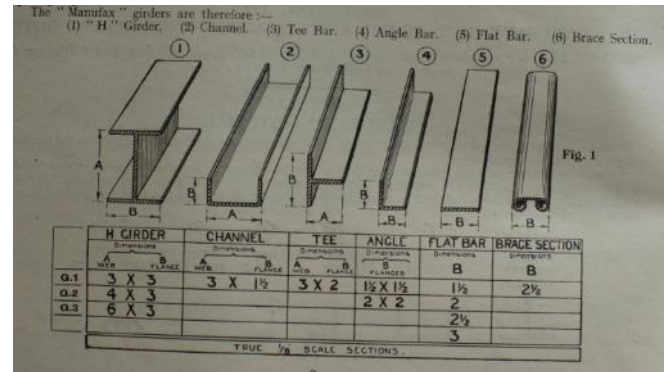 The "Manufax" girders are therefore :—
(1) "H" Girder. (2) Channel. (3) Tee Bar. (4) Angle Bar. (5) Flat Bar. (6) Brace Section.
1 2 3 4 5 6
Fig. 1
A B B A B A B B B B
H GIRDER CHANNEL TEE ANGLE FLAT BAR BRACE SECTION
Dimensions Dimensions Dimensions Dimensions Dimensions Dimensions
A B A B A B B B B
WEB FLANGE WEB FLANGE WEB FLANGE FLANGES
G.1 3 X 3 3 X 1½ 3 X 2 1½ X 1½ 1½ 2½
G.2 4 X 3 2 X 2 2
G.3 6 X 3 2½
3
TRUE ⅛ SCALE SECTIONS.